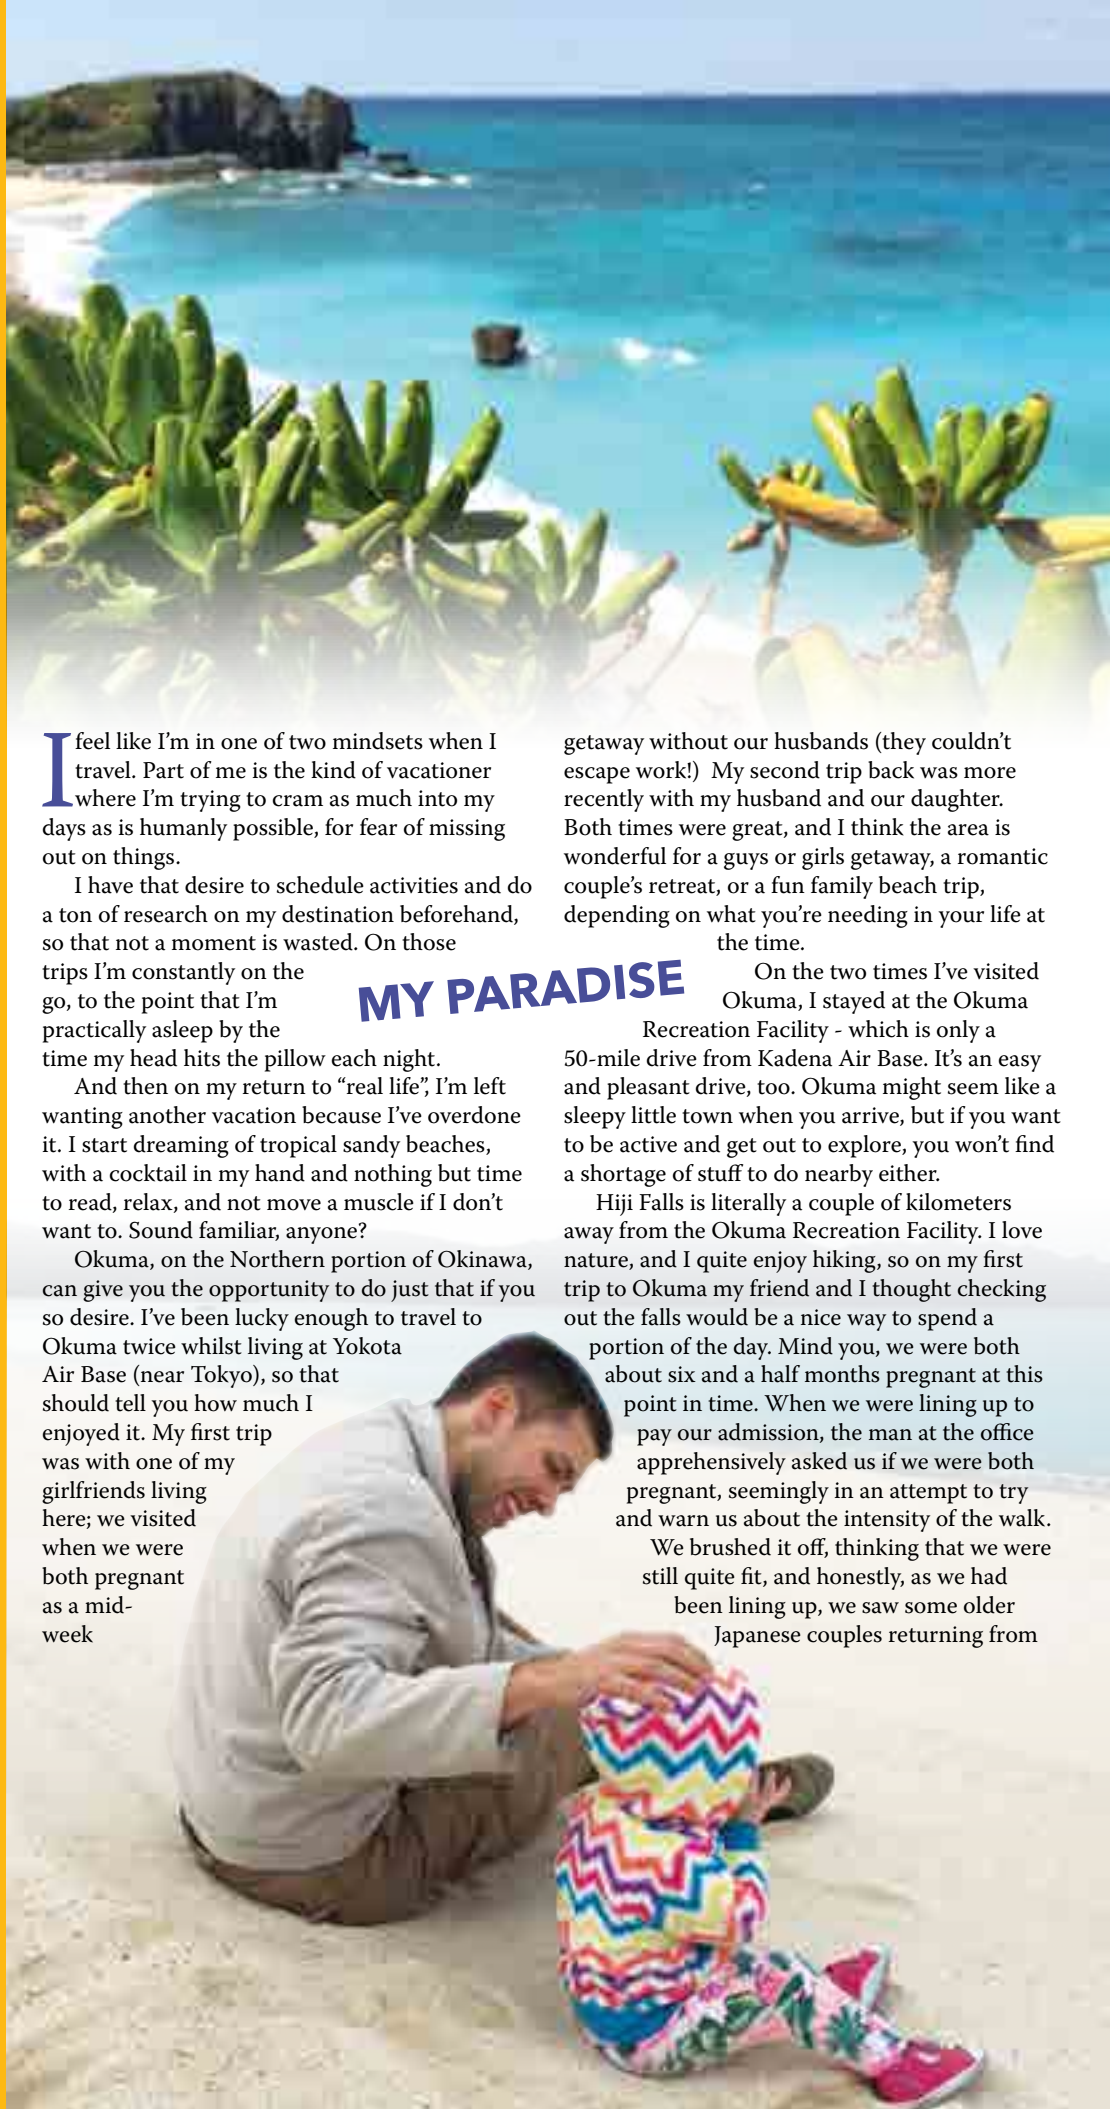 I feel like I'm in one of two mindsets when I
travel. Part of me is the kind of vacationer
where I'm trying to cram as much into my
days as is humanly possible, for fear of missing
out on things.
I have that desire to schedule activities and do
a ton of research on my destination beforehand,
so that not a moment is wasted. On those
trips I'm constantly on the
go, to the point that I'm
practically asleep by the
time my head hits the pillow each night.
And then on my return to “real life”, I'm left
wanting another vacation because I've overdone
it. I start dreaming of tropical sandy beaches,
with a cocktail in my hand and nothing but time
to read, relax, and not move a muscle if I don't
want to. Sound familiar, anyone?
Okuma, on the Northern portion of Okinawa,
can give you the opportunity to do just that if you
so desire. I've been lucky enough to travel to
Okuma twice whilst living at Yokota
Air Base (near Tokyo), so that
should tell you how much I
enjoyed it. My first trip
was with one of my
girlfriends living
here; we visited
when we were
both pregnant
as a mid-
week
MY PARADISE
getaway without our husbands (they couldn't
escape work!) My second trip back was more
recently with my husband and our daughter.
Both times were great, and I think the area is
wonderful for a guys or girls getaway, a romantic
couple's retreat, or a fun family beach trip,
depending on what you're needing in your life at
the time.
On the two times I've visited
Okuma, I stayed at the Okuma
Recreation Facility - which is only a
50-mile drive from Kadena Air Base. It's an easy
and pleasant drive, too. Okuma might seem like a
sleepy little town when you arrive, but if you want
to be active and get out to explore, you won't find
a shortage of stuff to do nearby either.
Hiji Falls is literally a couple of kilometers
away from the Okuma Recreation Facility. I love
nature, and I quite enjoy hiking, so on my first
trip to Okuma my friend and I thought checking
out the falls would be a nice way to spend a
portion of the day. Mind you, we were both
about six and a half months pregnant at this
point in time. When we were lining up to
pay our admission, the man at the office
apprehensively asked us if we were both
pregnant, seemingly in an attempt to try
and warn us about the intensity of the walk.
We brushed it off, thinking that we were
still quite fit, and honestly, as we had
been lining up, we saw some older
Japanese couples returning from